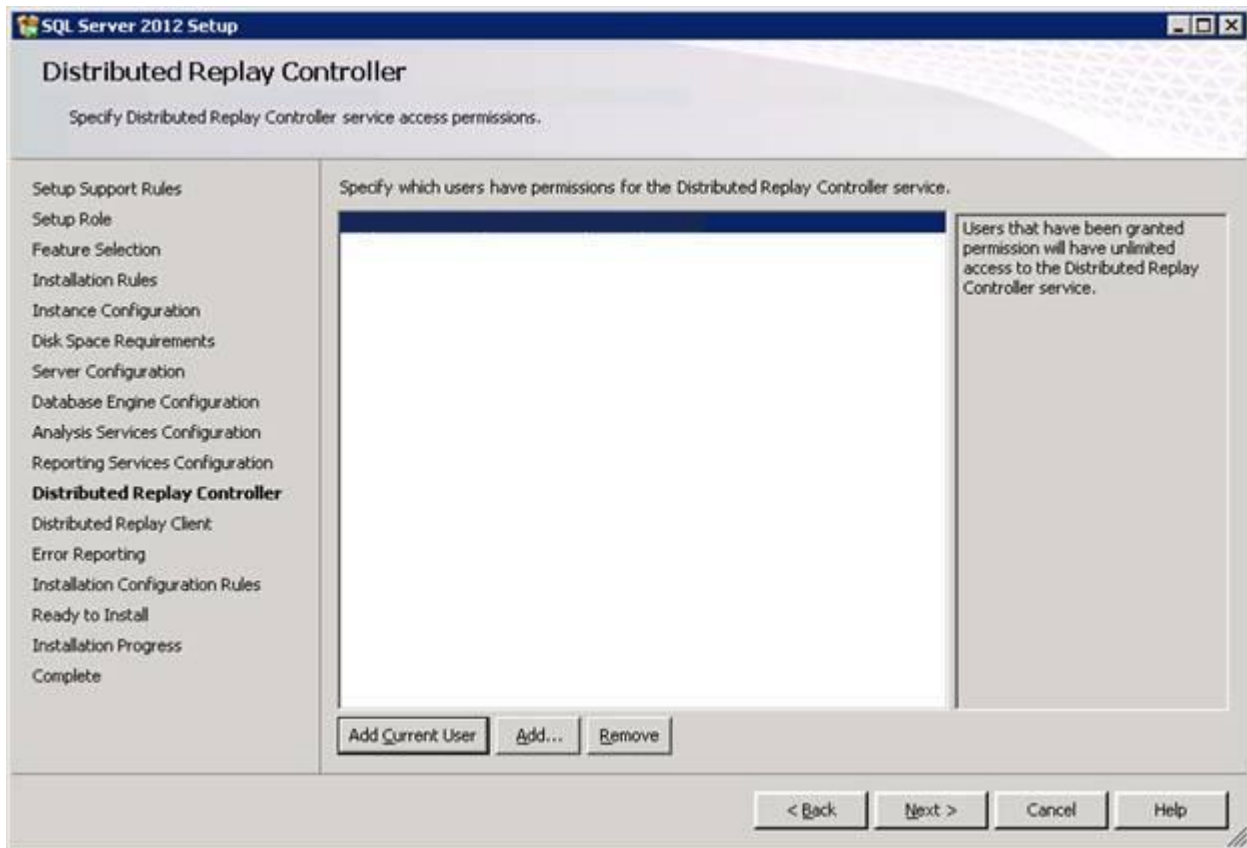 SQL Server 2012 Setup
Distributed Replay Controller
Specify Distributed Replay Controller service access permissions.
Setup Support Rules
Setup Role
Feature Selection
Installation Rules
Instance Configuration
Disk Space Requirements
Server Configuration
Database Engine Configuration
Analysis Services Configuration
Reporting Services Configuration
Distributed Replay Controller
Distributed Replay Client
Error Reporting
Installation Configuration Rules
Ready to Install
Installation Progress
Complete
Specify which users have permissions for the Distributed Replay Controller service.
Users that have been granted
permission will have unlimited
access to the Distributed Replay
Controller service.
Add Current User
Add...
Remove
< Back
Next >
Cancel
Help